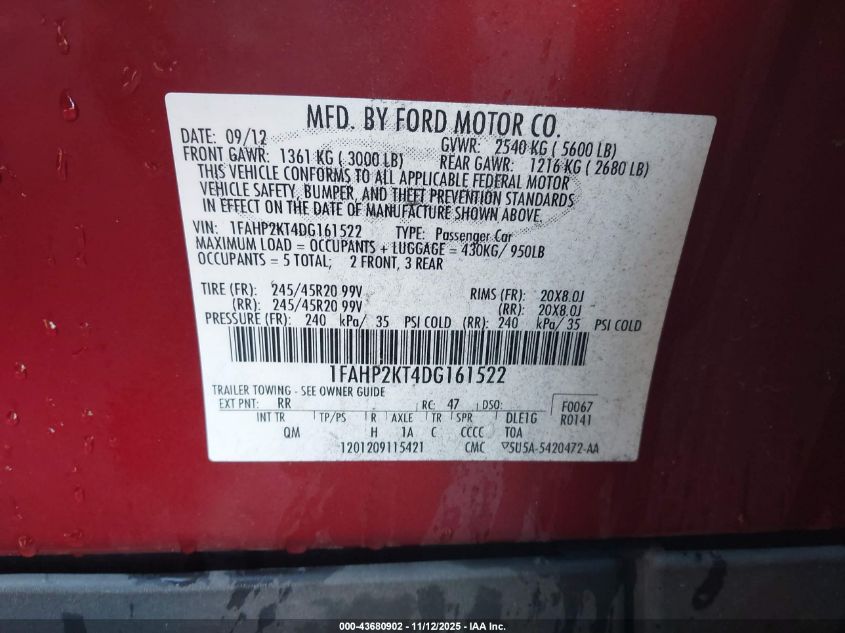 MFD. BY FORD MOTOR CO.
DATE: 09/12 GVWR: 2540 KG ( 5600 LB)
FRONT GAWR: 1361 KG ( 3000 LB) REAR GAWR: 1216 KG ( 2680 LB)
THIS VEHICLE CONFORMS TO ALL APPLICABLE FEDERAL MOTOR
VEHICLE SAFETY, BUMPER, AND THEFT PREVENTION STANDARDS
IN EFFECT ON THE DATE OF MANUFACTURE SHOWN ABOVE.
VIN: 1FAHP2KT4DG161522 TYPE: Passenger Car
MAXIMUM LOAD = OCCUPANTS + LUGGAGE = 430KG/ 950LB
OCCUPANTS = 5 TOTAL; 2 FRONT, 3 REAR
TIRE (FR): 245/45R20 99V RIMS (FR): 20X8.0J
(RR): 245/45R20 99V (RR): 20X8.0J
PRESSURE (FR): 240 kPa/ 35 PSI COLD (RR): 240 kPa/ 35 PSI COLD
1FAHP2KT4DG161522
TRAILER TOWING - SEE OWNER GUIDE
EXT PNT: RR RC: 47 DSO: F0067
INT TR TP/PS R AXLE TR SPR DLE1G R0141
QM H 1A C CCCC TOA
1201209115421 CMC 5U5A-5420472-AA
000-43680902 - 11/12/2025 - IAA Inc.